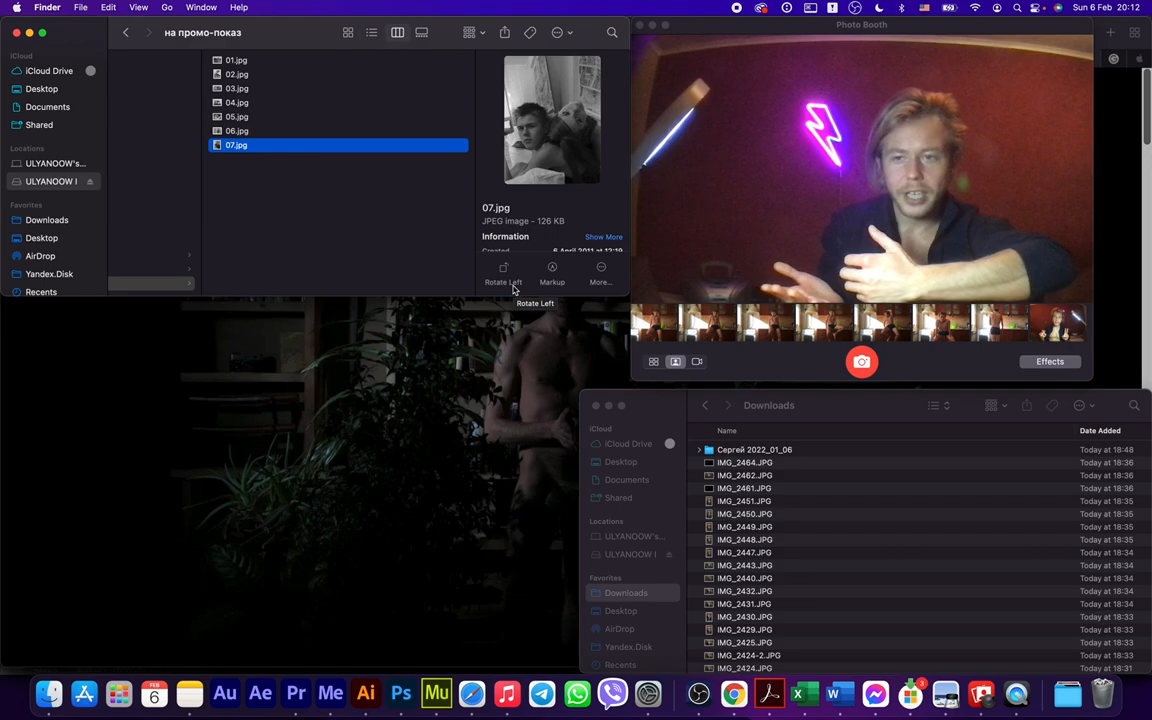 Finder File Edit View Go Window Help
Sun 6 Feb 20:12
на промо-показ
iCloud
iCloud Drive
Desktop
Documents
Shared
Locations
ULYANOOW's...
ULYANOOW I
Favorites
Downloads
Desktop
AirDrop
Yandex.Disk
Recents
01.jpg
02.jpg
03.jpg
04.jpg
05.jpg
06.jpg
07.jpg
07.jpg
JPEG image - 126 KB
Information Show More
Rotate Left Markup More...
Rotate Left
Photo Booth
Effects
Downloads
iCloud
iCloud Drive
Desktop
Documents
Shared
Locations
ULYANOOW's...
ULYANOOW I
Favorites
Downloads
Desktop
AirDrop
Yandex.Disk
Recents
Name Date Added
Сергей 2022_01_06 Today at 18:48
IMG_2464.JPG Today at 18:36
IMG_2462.JPG Today at 18:36
IMG_2461.JPG Today at 18:36
IMG_2451.JPG Today at 18:35
IMG_2450.JPG Today at 18:35
IMG_2449.JPG Today at 18:35
IMG_2448.JPG Today at 18:35
IMG_2447.JPG Today at 18:34
IMG_2443.JPG Today at 18:34
IMG_2440.JPG Today at 18:34
IMG_2432.JPG Today at 18:34
IMG_2431.JPG Today at 18:34
IMG_2430.JPG Today at 18:33
IMG_2429.JPG Today at 18:33
IMG_2425.JPG Today at 18:33
IMG_2424-2.JPG Today at 18:33
IMG_2424.JPG Today at 18:31
FEB 6 Au Ae Pr Me Ai Ps Mu 3